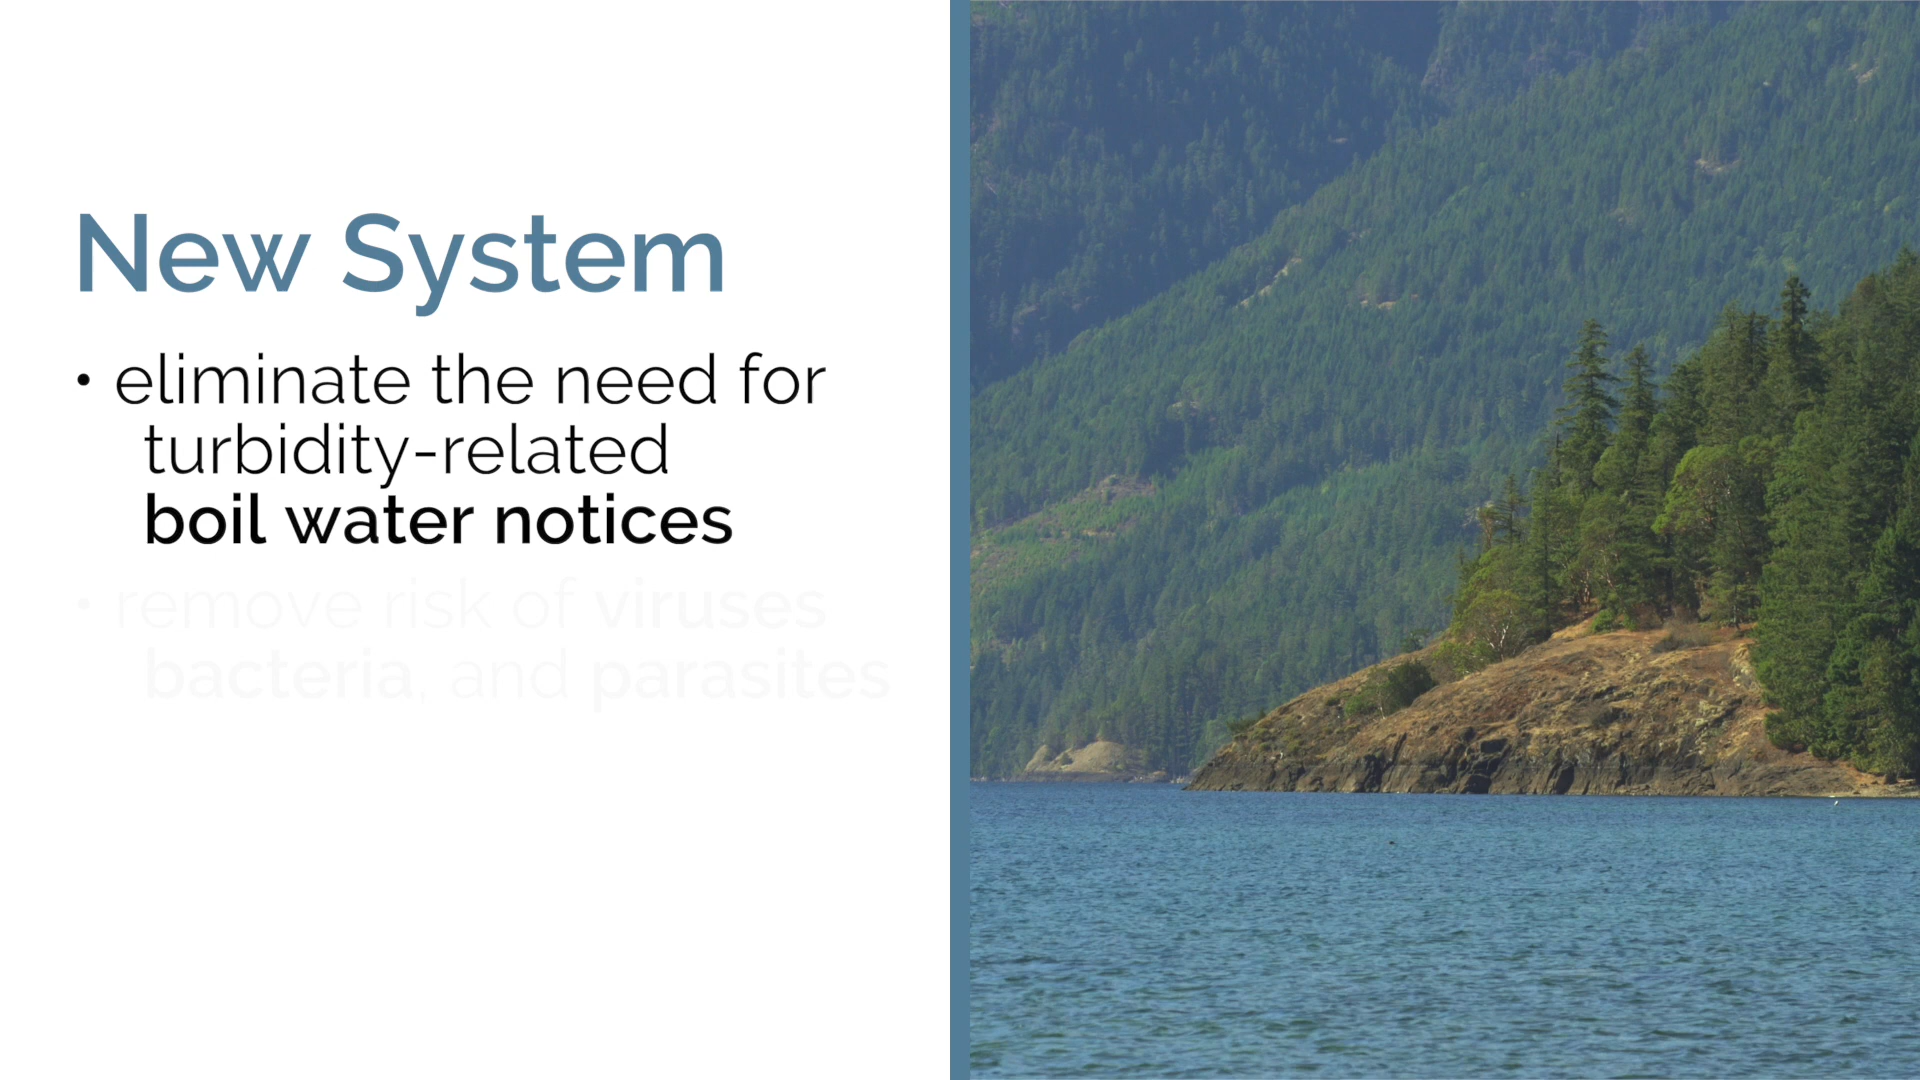 New System
• eliminate the need for
turbidity-related
boil water notices
• remove risk of viruses
bacteria, and parasites